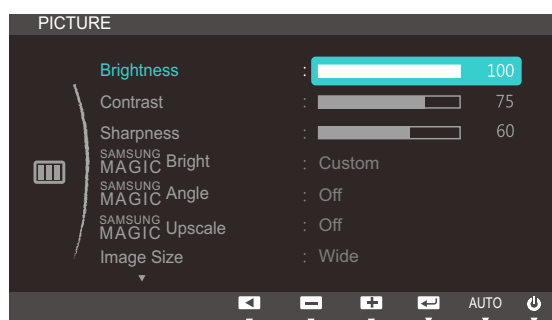 PICTURE
Brightness : 100
Contrast : 75
Sharpness : 60
SAMSUNG MAGIC Bright : Custom
SAMSUNG MAGIC Angle : Off
SAMSUNG MAGIC Upscale : Off
Image Size : Wide
AUTO